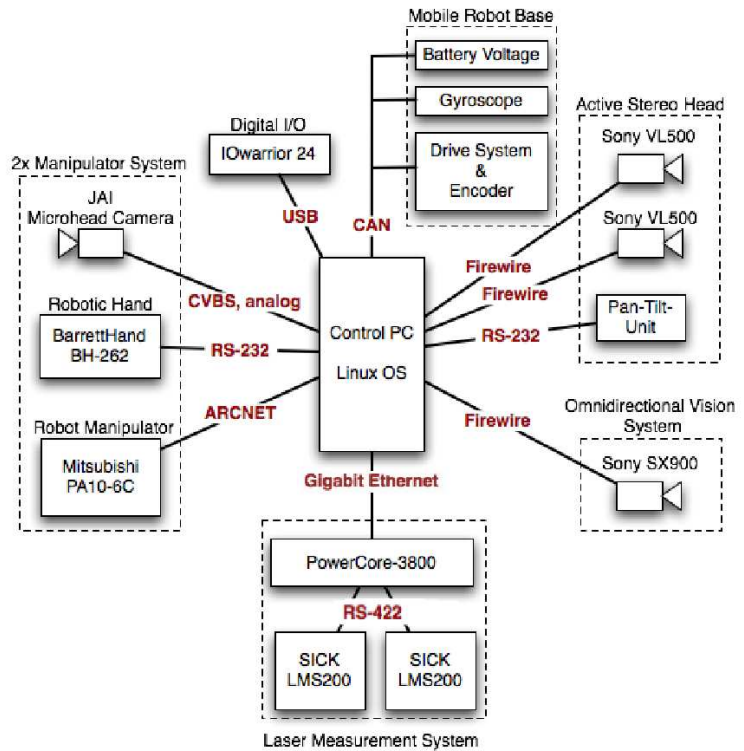 Mobile Robot Base
Battery Voltage
Gyroscope
Drive System
&
Encoder
CAN
Digital I/O
IOwarrior 24
USB
Active Stereo Head
Sony VL500
Sony VL500
Firewire
Firewire
Pan-Tilt-
Unit
RS-232
2x Manipulator System
JAI
Microhead Camera
CVBS, analog
Robotic Hand
BarrettHand
BH-262
RS-232
Robot Manipulator
Mitsubishi
PA10-6C
ARCNET
Control PC
Linux OS
Omnidirectional Vision
System
Sony SX900
Firewire
Gigabit Ethernet
PowerCore-3800
RS-422
SICK
LMS200
SICK
LMS200
Laser Measurement System